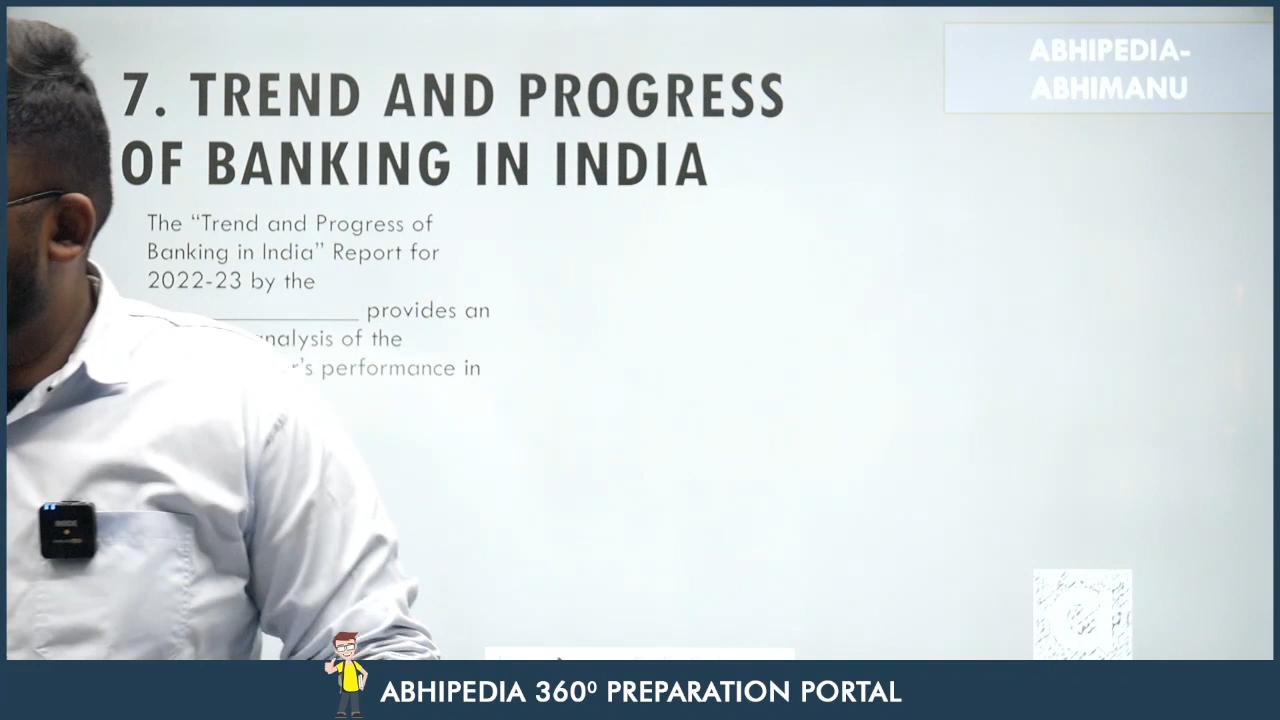 7. TREND AND PROGRESS
OF BANKING IN INDIA
ABHIPEDIA-
ABHIMANU
The “Trend and Progress of
Banking in India” Report for
2022-23 by the
____________ provides an
of the
performance in
ABHIPEDIA 360⁰ PREPARATION PORTAL